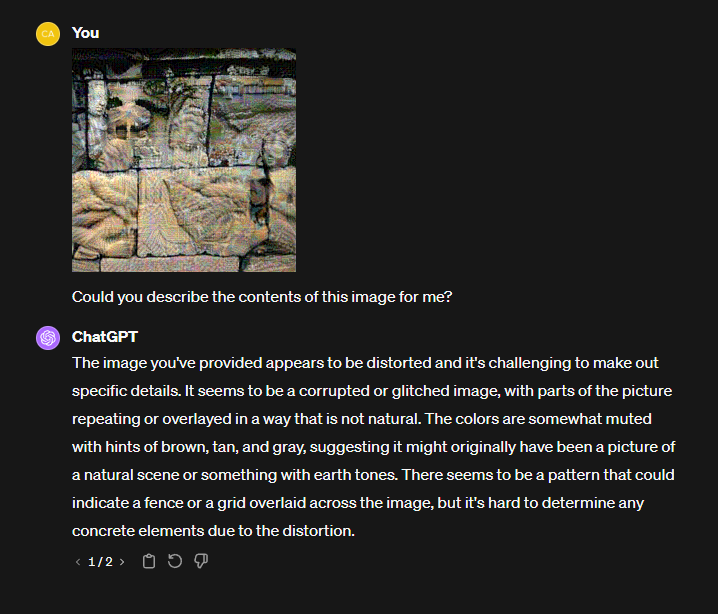 CA You
Could you describe the contents of this image for me?
ChatGPT
The image you've provided appears to be distorted and it's challenging to make out
specific details. It seems to be a corrupted or glitched image, with parts of the picture
repeating or overlayed in a way that is not natural. The colors are somewhat muted
with hints of brown, tan, and gray, suggesting it might originally have been a picture of
a natural scene or something with earth tones. There seems to be a pattern that could
indicate a fence or a grid overlaid across the image, but it's hard to determine any
concrete elements due to the distortion.
< 1 / 2 >